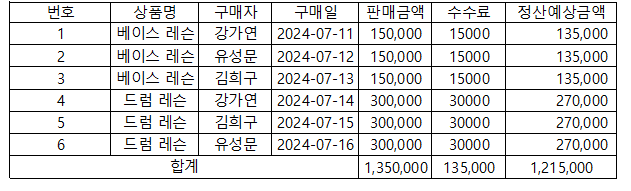 번호 상품명 구매자 구매일 판매금액 수수료 정산예상금액
1 베이스 레슨 강가연 2024-07-11 150,000 15000 135,000
2 베이스 레슨 유성문 2024-07-12 150,000 15000 135,000
3 베이스 레슨 김희구 2024-07-13 150,000 15000 135,000
4 드럼 레슨 강가연 2024-07-14 300,000 30000 270,000
5 드럼 레슨 김희구 2024-07-15 300,000 30000 270,000
6 드럼 레슨 유성문 2024-07-16 300,000 30000 270,000
합계 1,350,000 135,000 1,215,000